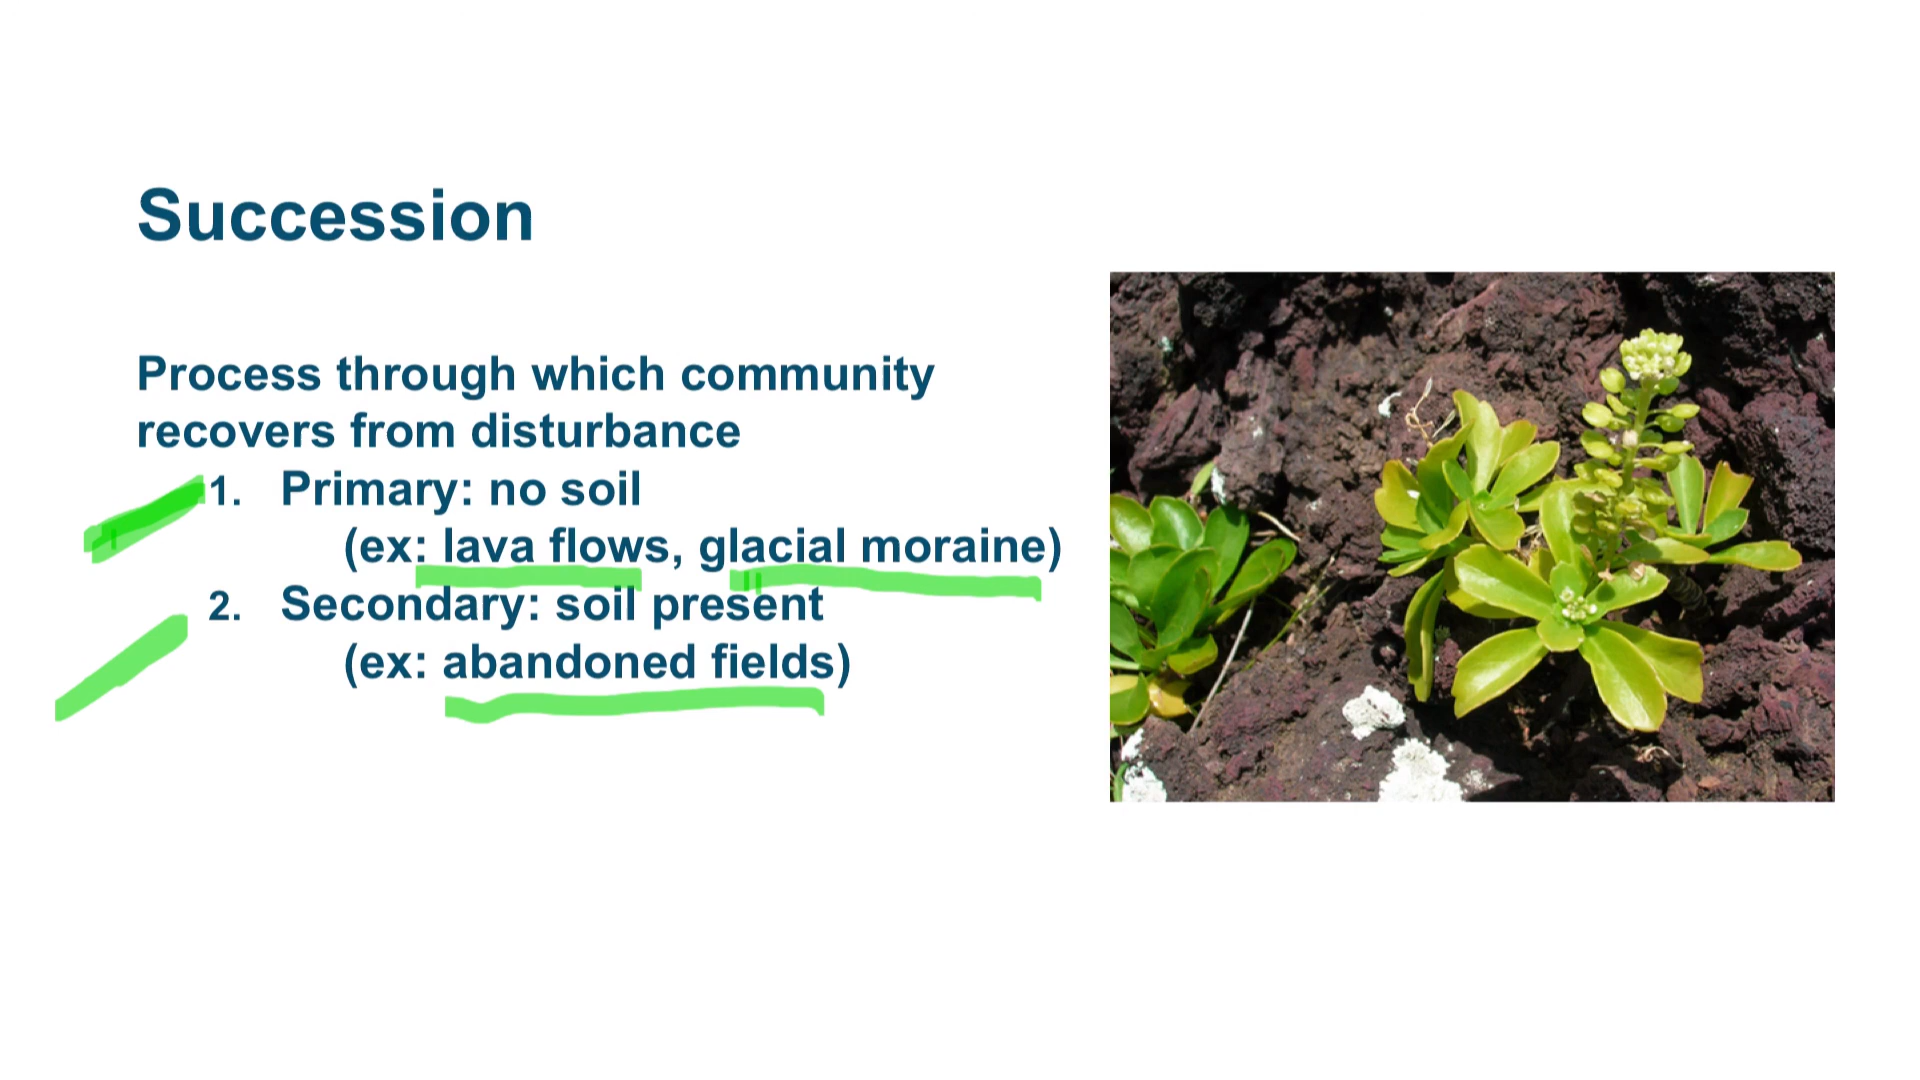 Succession
Process through which community
recovers from disturbance
1. Primary: no soil
(ex: lava flows, glacial moraine)
2. Secondary: soil present
(ex: abandoned fields)